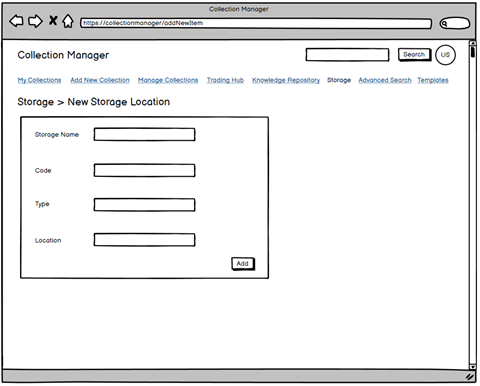 Collection Manager
https://collectionmanager/addNewItem
Collection Manager
Search
US
My Collections Add New Collection Manage Collections Trading Hub Knowledge Repository Storage Advanced Search Templates
Storage > New Storage Location
Storage Name
Code
Type
Location
Add